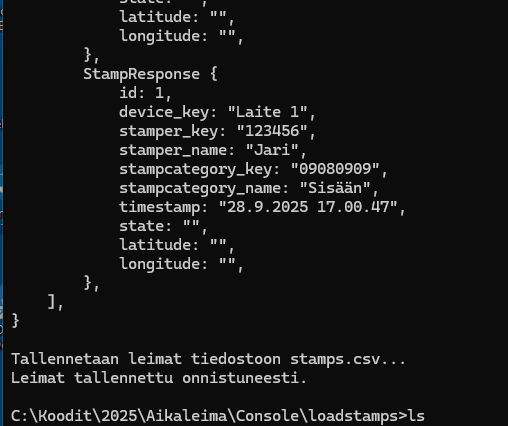 latitude: "",
longitude: "",
},
StampResponse {
id: 1,
device_key: "Laite 1",
stamper_key: "123456",
stamper_name: "Jari",
stampcategory_key: "09080909",
stampcategory_name: "Sisään",
timestamp: "28.9.2025 17.00.47",
state: "",
latitude: "",
longitude: "",
},
],
}
Tallennetaan leimat tiedostoon stamps.csv...
Leimat tallennettu onnistuneesti.
C:\Koodit\2025\Aikaleima\Console\loadstamps>ls